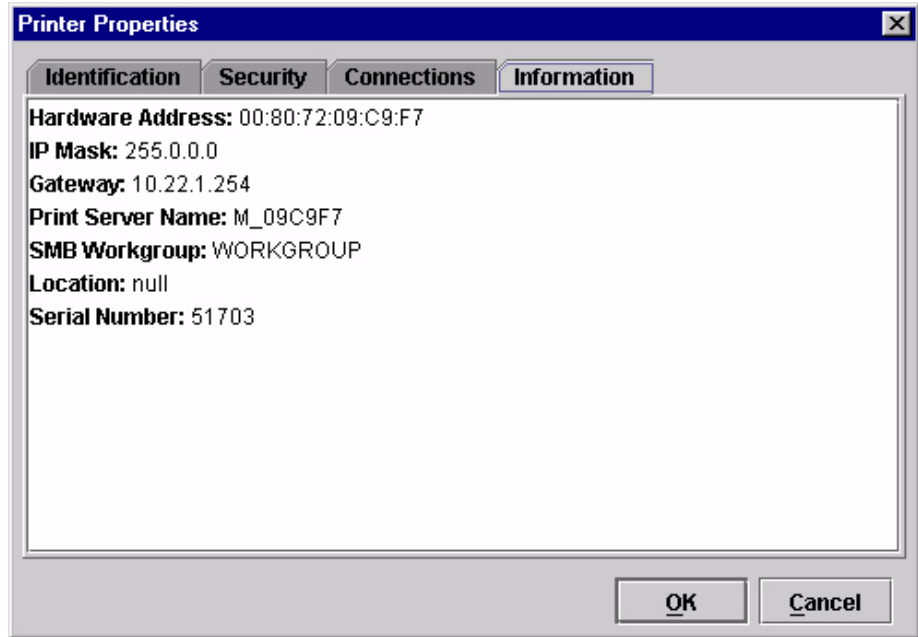 Printer Properties
Identification Security Connections Information
Hardware Address: 00:80:72:09:C9:F7
IP Mask: 255.0.0.0
Gateway: 10.22.1.254
Print Server Name: M_09C9F7
SMB Workgroup: WORKGROUP
Location: null
Serial Number: 51703
OK Cancel